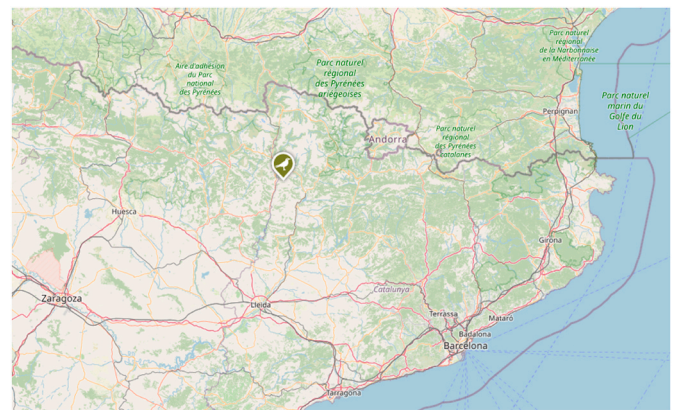 Parc naturel
régional
de la Narbonnaise
en Méditerranée
Aire d'adhésion
du Parc
national
des Pyrénées
Parc naturel
régional
des Pyrénées
ariégeoises
Parc naturel
marin du
Golfe du
Lion
Perpignan
Andorra
Parc naturel
régional
des Pyrénées
catalanes
Huesca
Girona
Catalunya
Zaragoza
Lleida
Terrassa
Mataró
Badalona
Barcelona
Tarragona